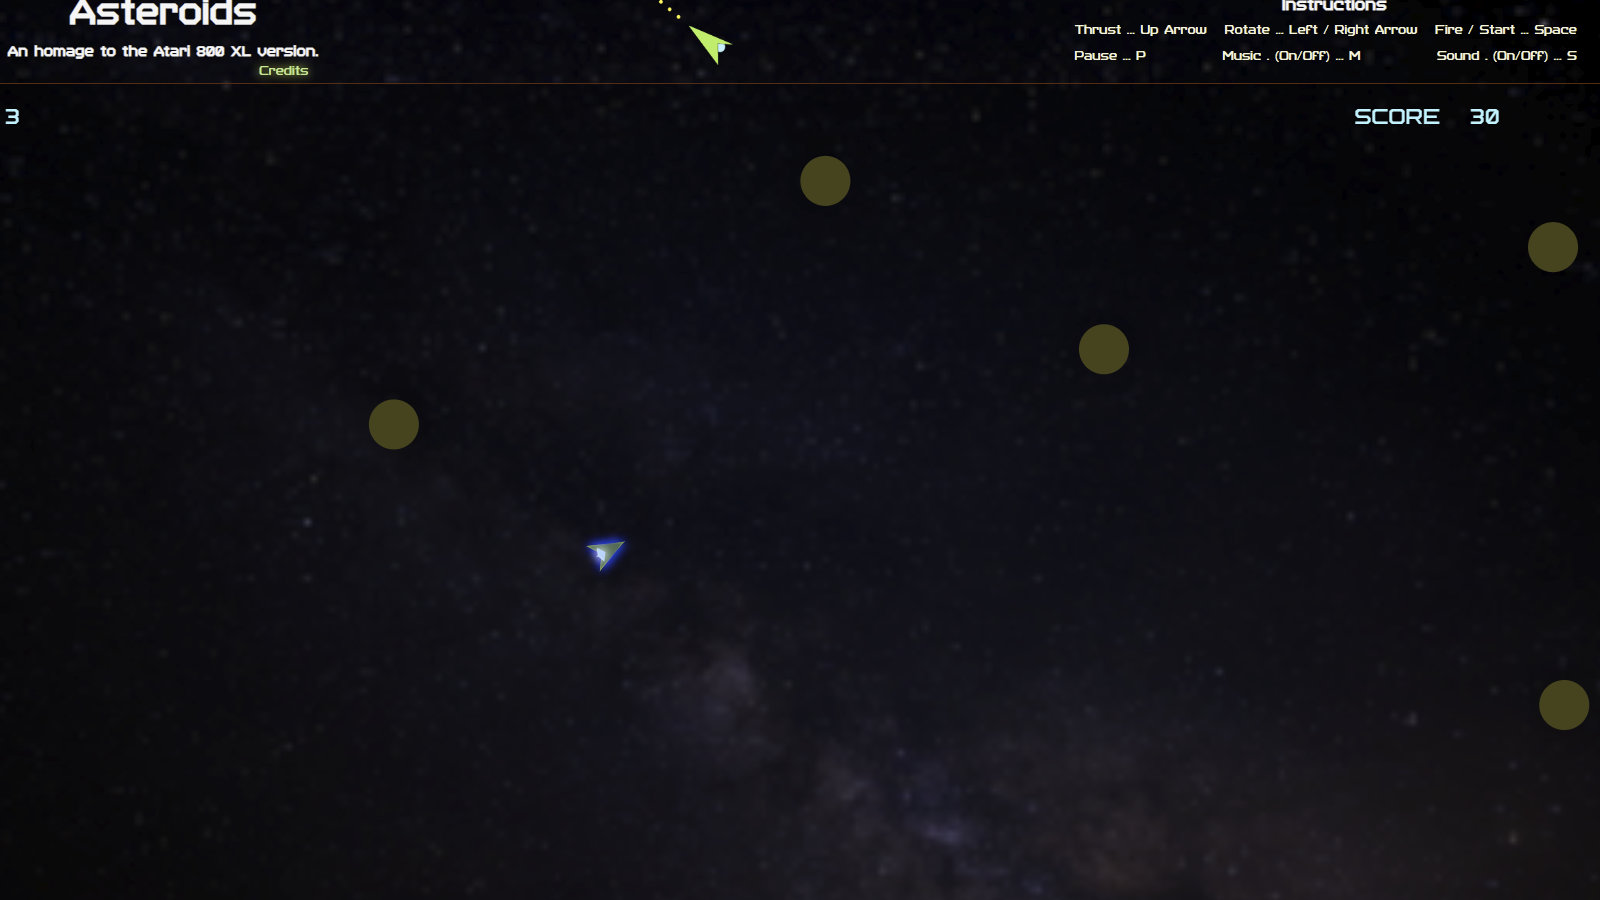 Asteroids
An homage to the Atari 800 XL version.
Credits
Instructions
Thrust ... Up Arrow Rotate ... Left / Right Arrow Fire / Start ... Space
Pause ... P Music . (On/Off) ... M Sound . (On/Off) ... S
3 SCORE 30